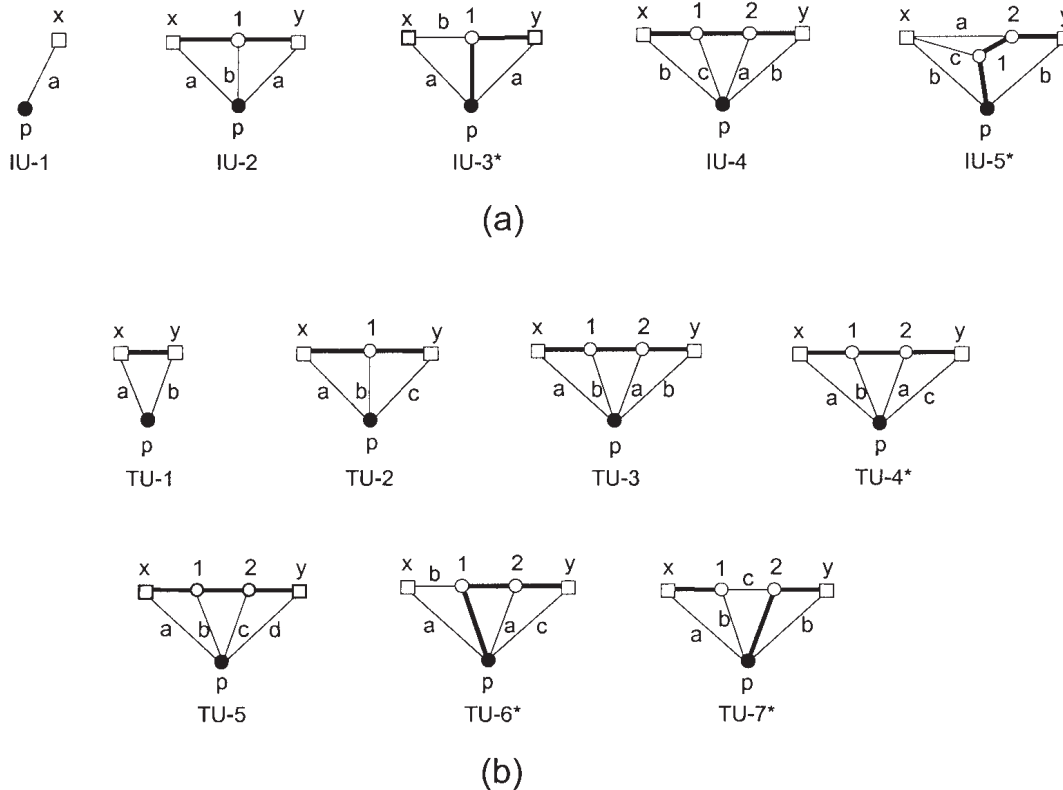 x x 1 y x b 1 y x 1 2 y x a 2 y
a a b a a a b c a b b c 1 b
p p p p p
IU-1 IU-2 IU-3* IU-4 IU-5*
(a)
x y x 1 y x 1 2 y x 1 2 y
a b a b c a b a b a b a c
p p p p
TU-1 TU-2 TU-3 TU-4*
x 1 2 y x b 1 2 y x 1 c 2 y
a b c d a a c a b b
p p p
TU-5 TU-6* TU-7*
(b)